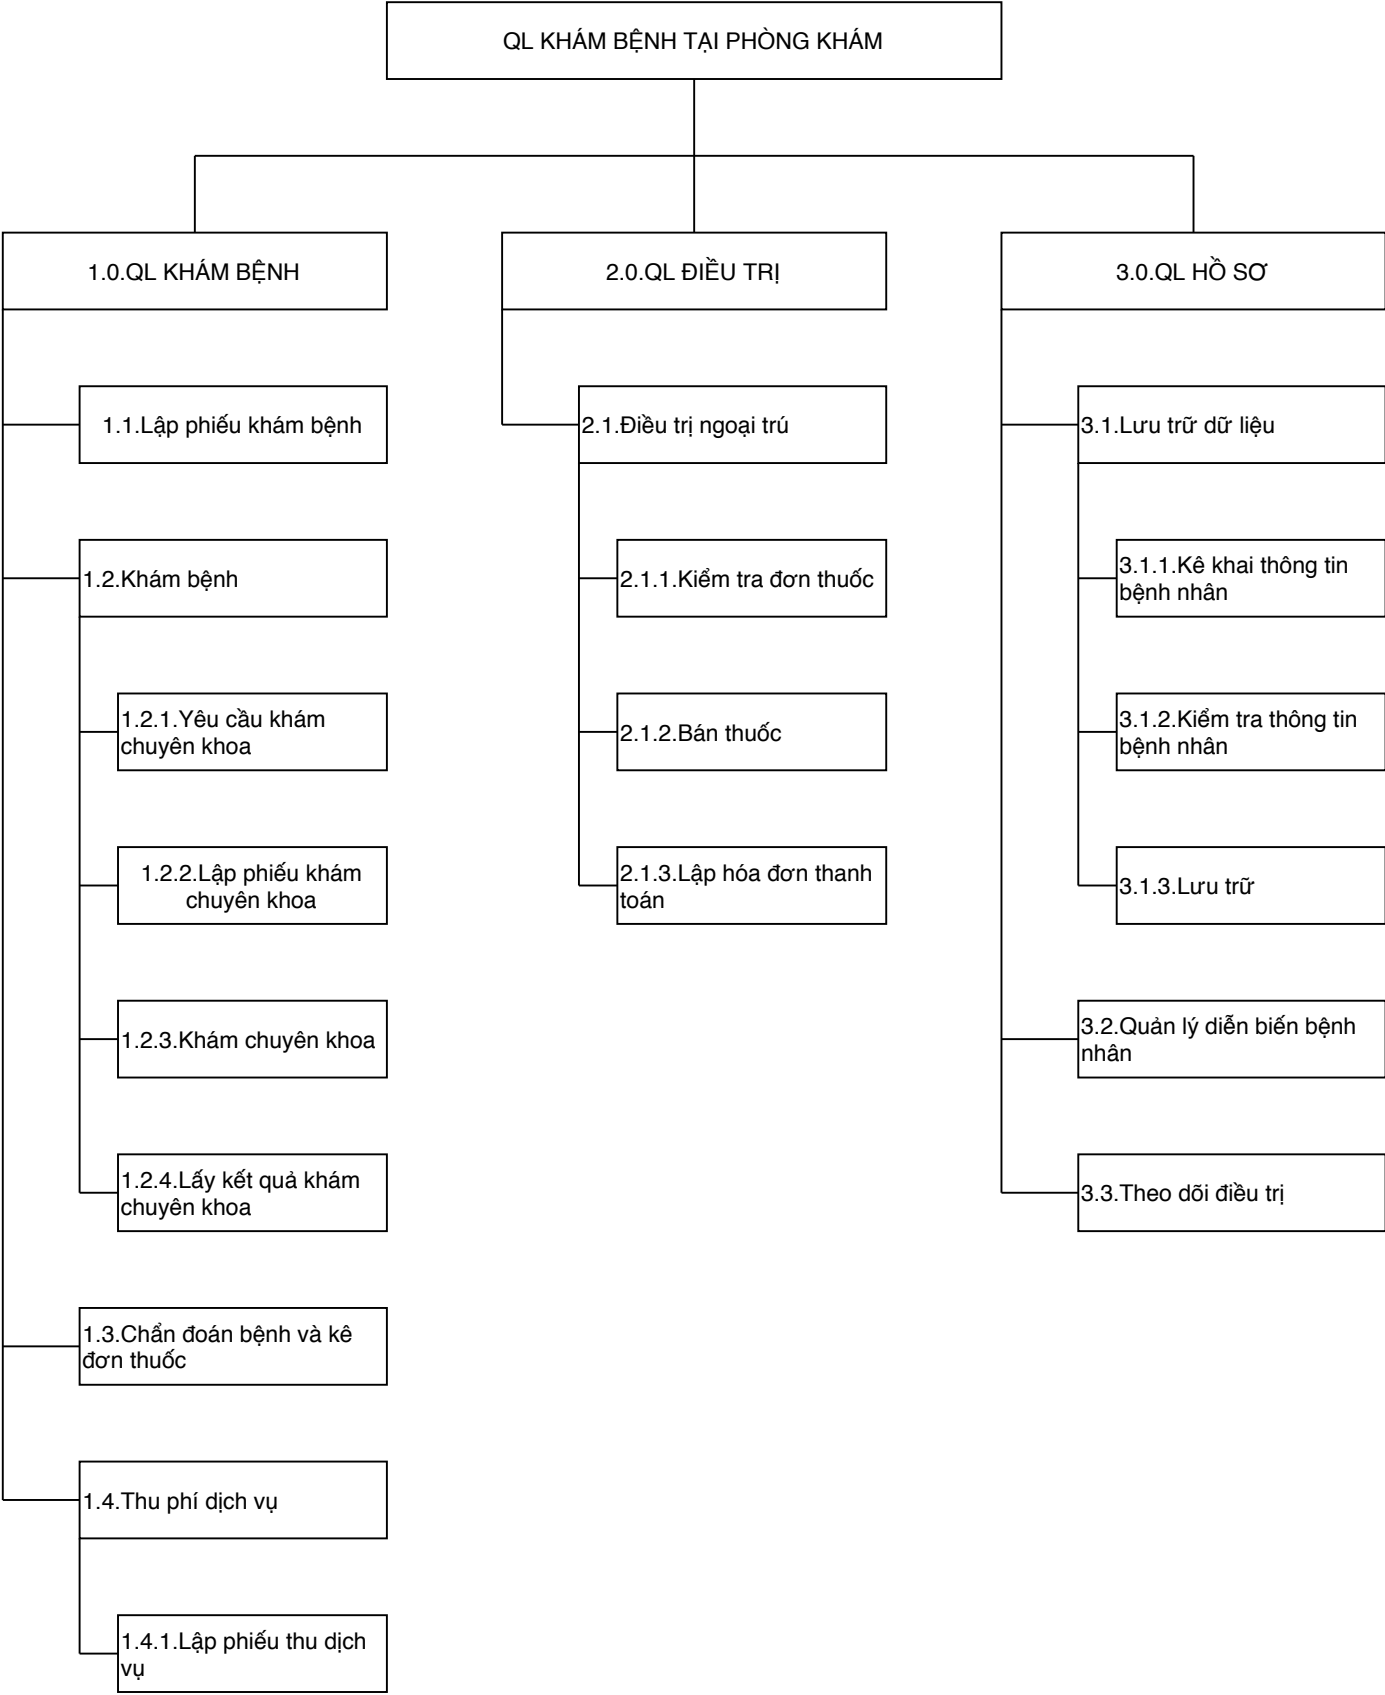 QL KHÁM BỆNH TẠI PHÒNG KHÁM
1.0.QL KHÁM BỆNH
1.1.Lập phiếu khám bệnh
1.2.Khám bệnh
1.2.1.Yêu cầu khám
chuyên khoa
1.2.2.Lập phiếu khám
chuyên khoa
1.2.3.Khám chuyên khoa
1.2.4.Lấy kết quả khám
chuyên khoa
1.3.Chẩn đoán bệnh và kê
đơn thuốc
1.4.Thu phí dịch vụ
1.4.1.Lập phiếu thu dịch
vụ
2.0.QL ĐIỀU TRỊ
2.1.Điều trị ngoại trú
2.1.1.Kiểm tra đơn thuốc
2.1.2.Bán thuốc
2.1.3.Lập hóa đơn thanh
toán
3.0.QL HỒ SƠ
3.1.Lưu trữ dữ liệu
3.1.1.Kê khai thông tin
bệnh nhân
3.1.2.Kiểm tra thông tin
bệnh nhân
3.1.3.Lưu trữ
3.2.Quản lý diễn biến bệnh
nhân
3.3.Theo dõi điều trị